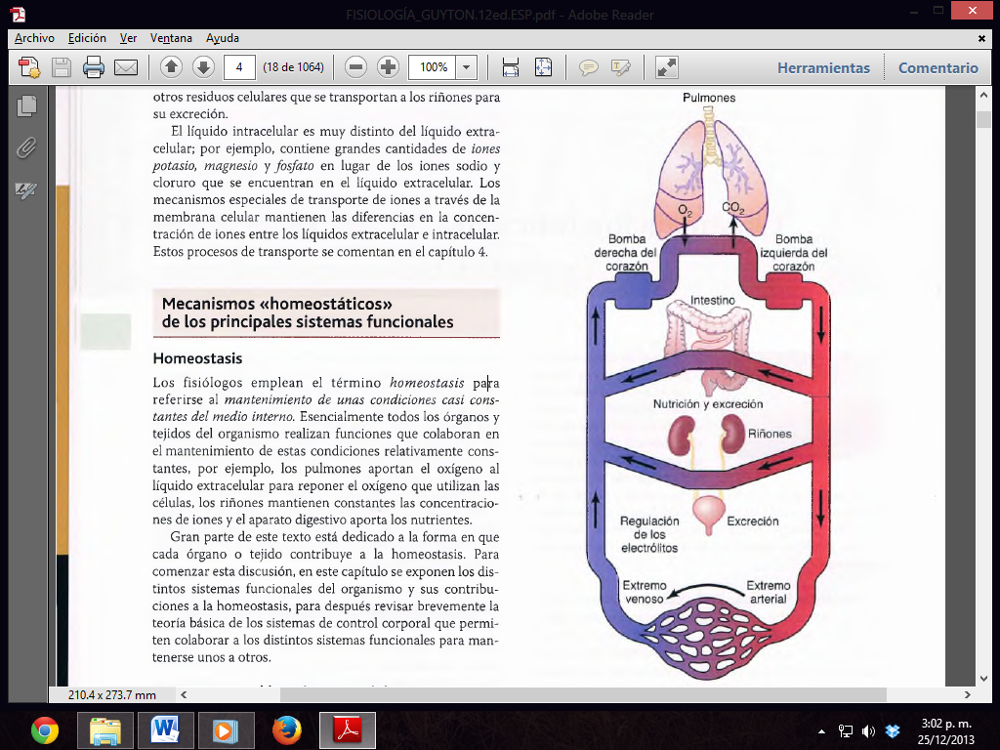 FISIOLOGÍA_GUYTON.12ed.ESP.pdf - Adobe Reader
Archivo Edición Ver Ventana Ayuda
4 (18 de 1064) 100% Herramientas Comentario
otros residuos celulares que se transportan a los riñones para
su excreción.
El líquido intracelular es muy distinto del líquido extra-
celular; por ejemplo, contiene grandes cantidades de iones
potasio, magnesio y fosfato en lugar de los iones sodio y
cloruro que se encuentran en el líquido extracelular. Los
mecanismos especiales de transporte de iones a través de la
membrana celular mantienen las diferencias en la concen-
tración de iones entre los líquidos extracelular e intracelular.
Estos procesos de transporte se comentan en el capítulo 4.
Mecanismos «homeostáticos»
de los principales sistemas funcionales
Homeostasis
Los fisiólogos emplean el término homeostasis para
referirse al mantenimiento de unas condiciones casi cons-
tantes del medio interno. Esencialmente todos los órganos y
tejidos del organismo realizan funciones que colaboran en
el mantenimiento de estas condiciones relativamente cons-
tantes, por ejemplo, los pulmones aportan el oxígeno al
líquido extracelular para reponer el oxígeno que utilizan las
células, los riñones mantienen constantes las concentracio-
nes de iones y el aparato digestivo aporta los nutrientes.
Gran parte de este texto está dedicado a la forma en que
cada órgano o tejido contribuye a la homeostasis. Para
comenzar esta discusión, en este capítulo se exponen los dis-
tintos sistemas funcionales del organismo y sus contribu-
ciones a la homeostasis, para después revisar brevemente la
teoría básica de los sistemas de control corporal que permi-
ten colaborar a los distintos sistemas funcionales para man-
tenerse unos a otros.
Pulmones
O2 CO2
Bomba
derecha del
corazón
Bomba
izquierda del
corazón
Intestino
Nutrición y excreción
Riñones
Regulación
de los
electrólitos
Excreción
Extremo
venoso
Extremo
arterial
210.4 x 273.7 mm
3:02 p. m.
25/12/2013